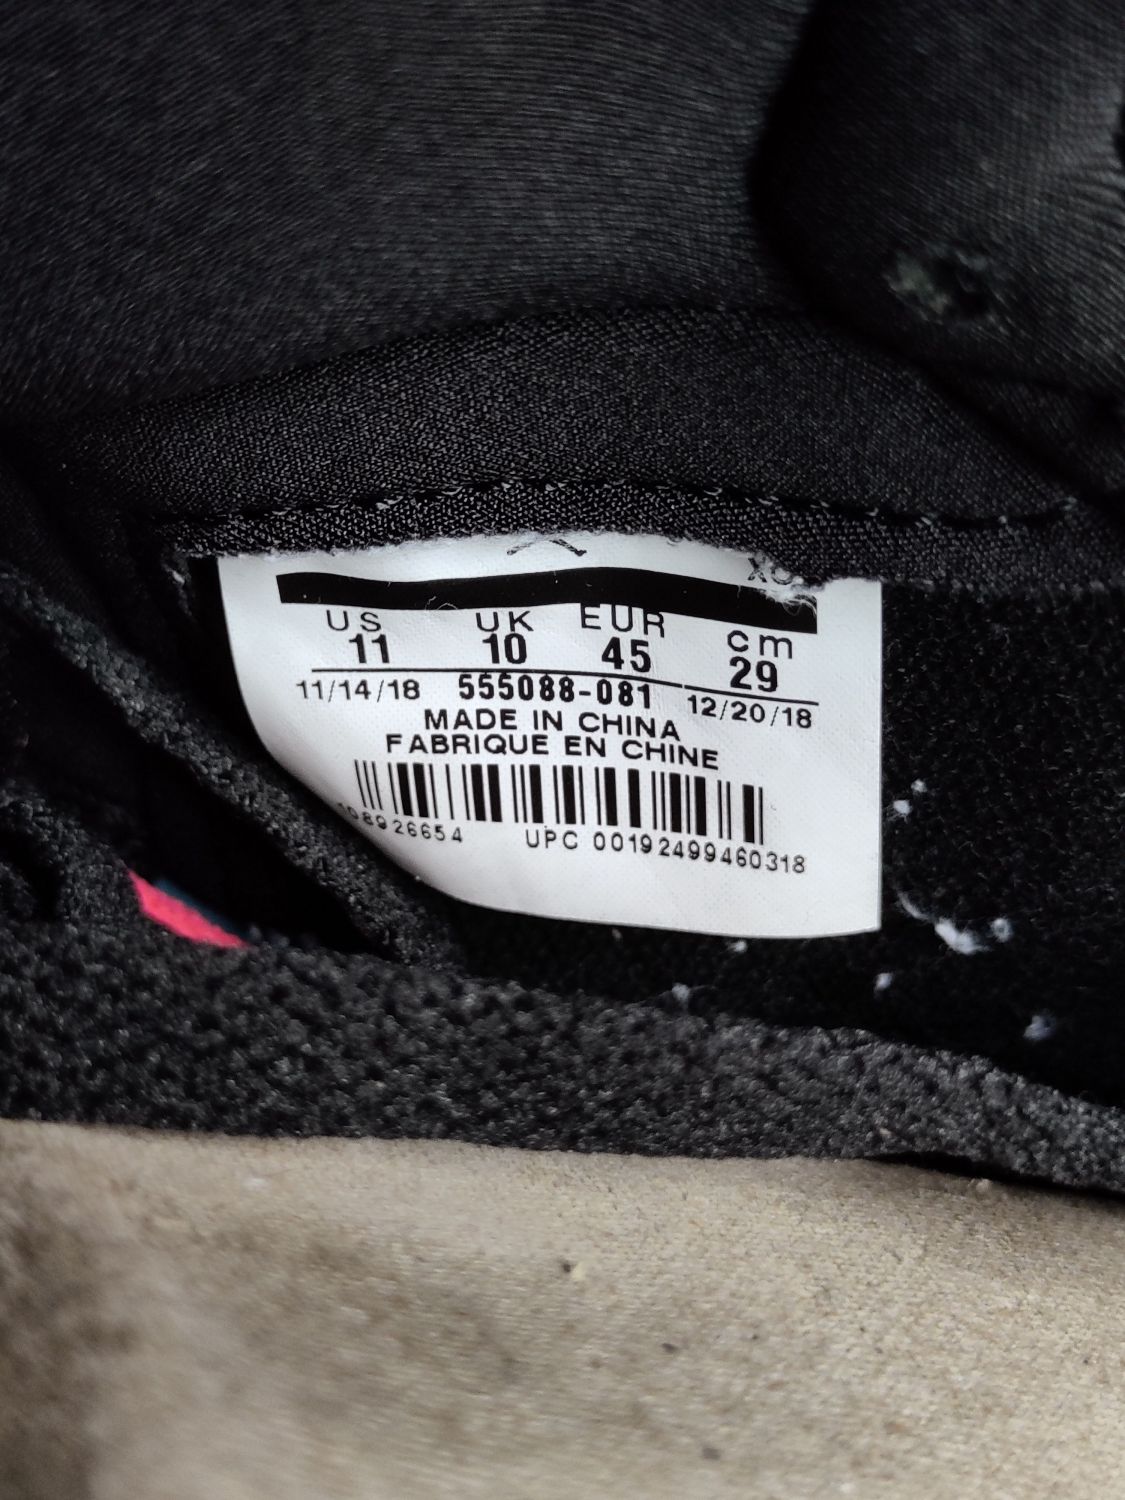 XC
US UK EUR cm
11 10 45 29
11/14/18 555088-081 12/20/18
MADE IN CHINA
FABRIQUE EN CHINE
UPC 00192499460318